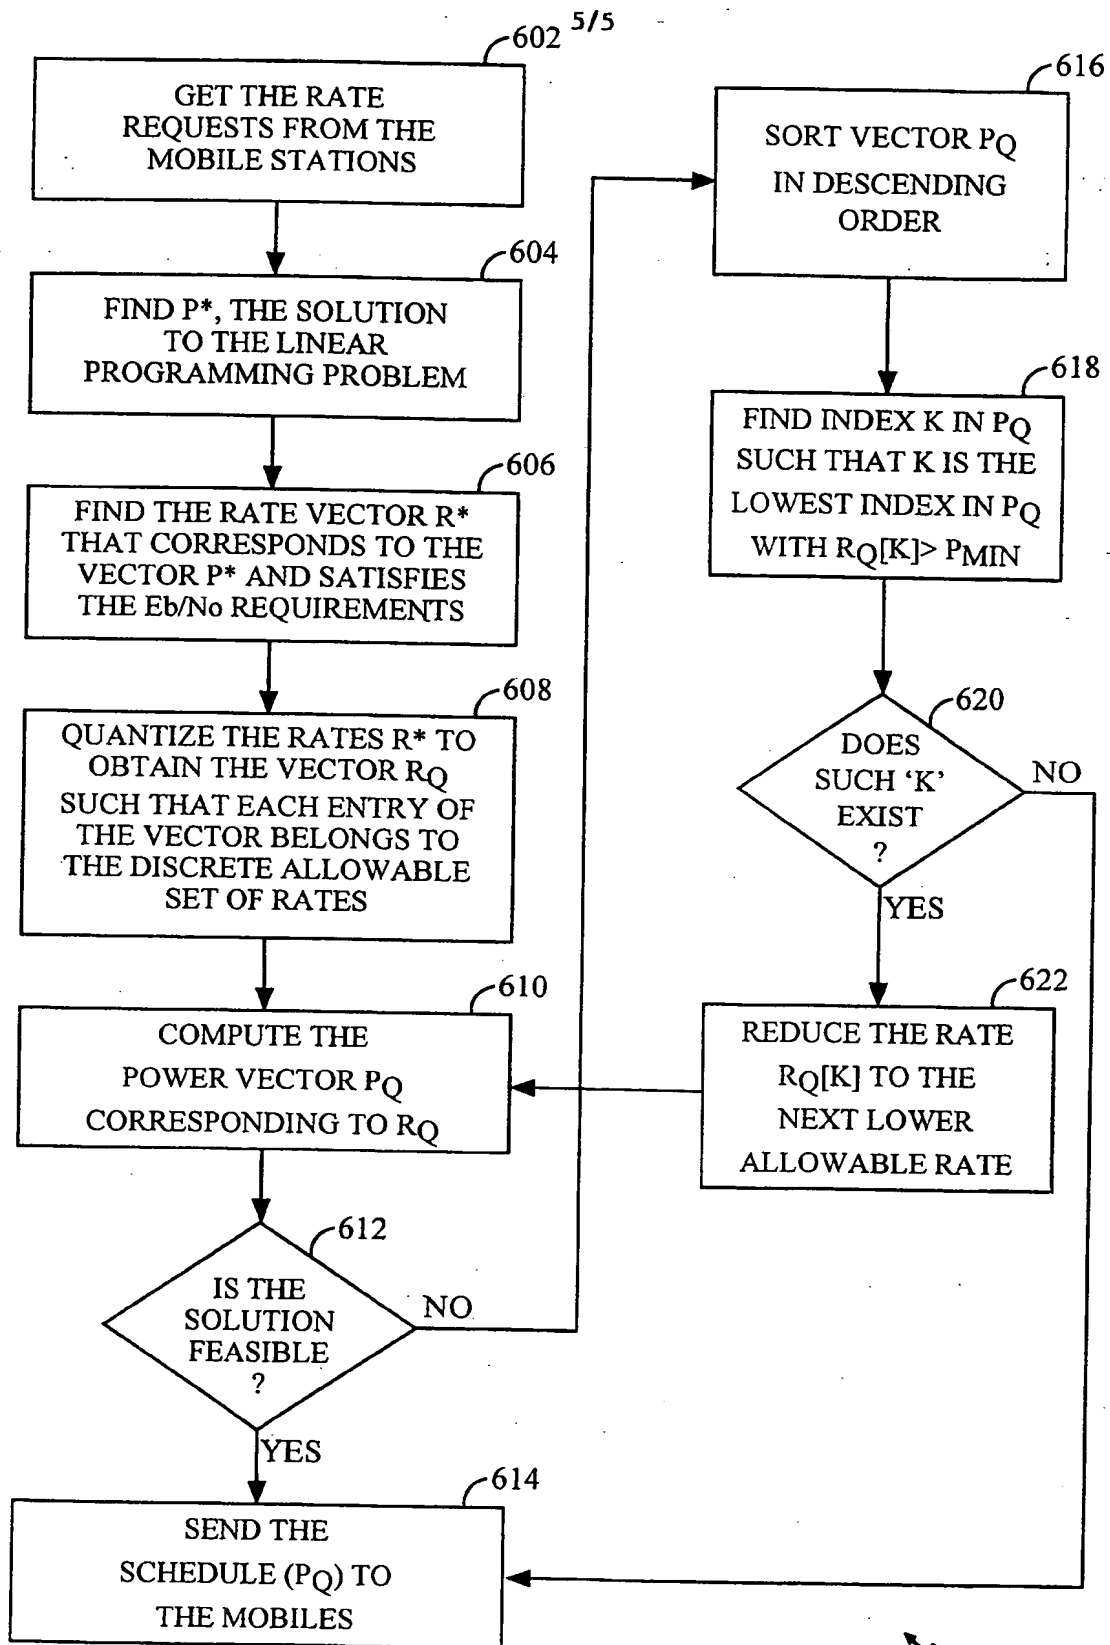 5/5
602
GET THE RATE
REQUESTS FROM THE
MOBILE STATIONS
604
FIND P*, THE SOLUTION
TO THE LINEAR
PROGRAMMING PROBLEM
606
FIND THE RATE VECTOR R*
THAT CORRESPONDS TO THE
VECTOR P* AND SATISFIES
THE Eb/No REQUIREMENTS
608
QUANTIZE THE RATES R* TO
OBTAIN THE VECTOR RQ
SUCH THAT EACH ENTRY OF
THE VECTOR BELONGS TO
THE DISCRETE ALLOWABLE
SET OF RATES
610
COMPUTE THE
POWER VECTOR PQ
CORRESPONDING TO RQ
612
IS THE
SOLUTION
FEASIBLE
?
NO
YES
614
SEND THE
SCHEDULE (PQ) TO
THE MOBILES
616
SORT VECTOR PQ
IN DESCENDING
ORDER
618
FIND INDEX K IN PQ
SUCH THAT K IS THE
LOWEST INDEX IN PQ
WITH RQ[K]> PMIN
620
DOES
SUCH ‘K’
EXIST
?
NO
YES
622
REDUCE THE RATE
RQ[K] TO THE
NEXT LOWER
ALLOWABLE RATE